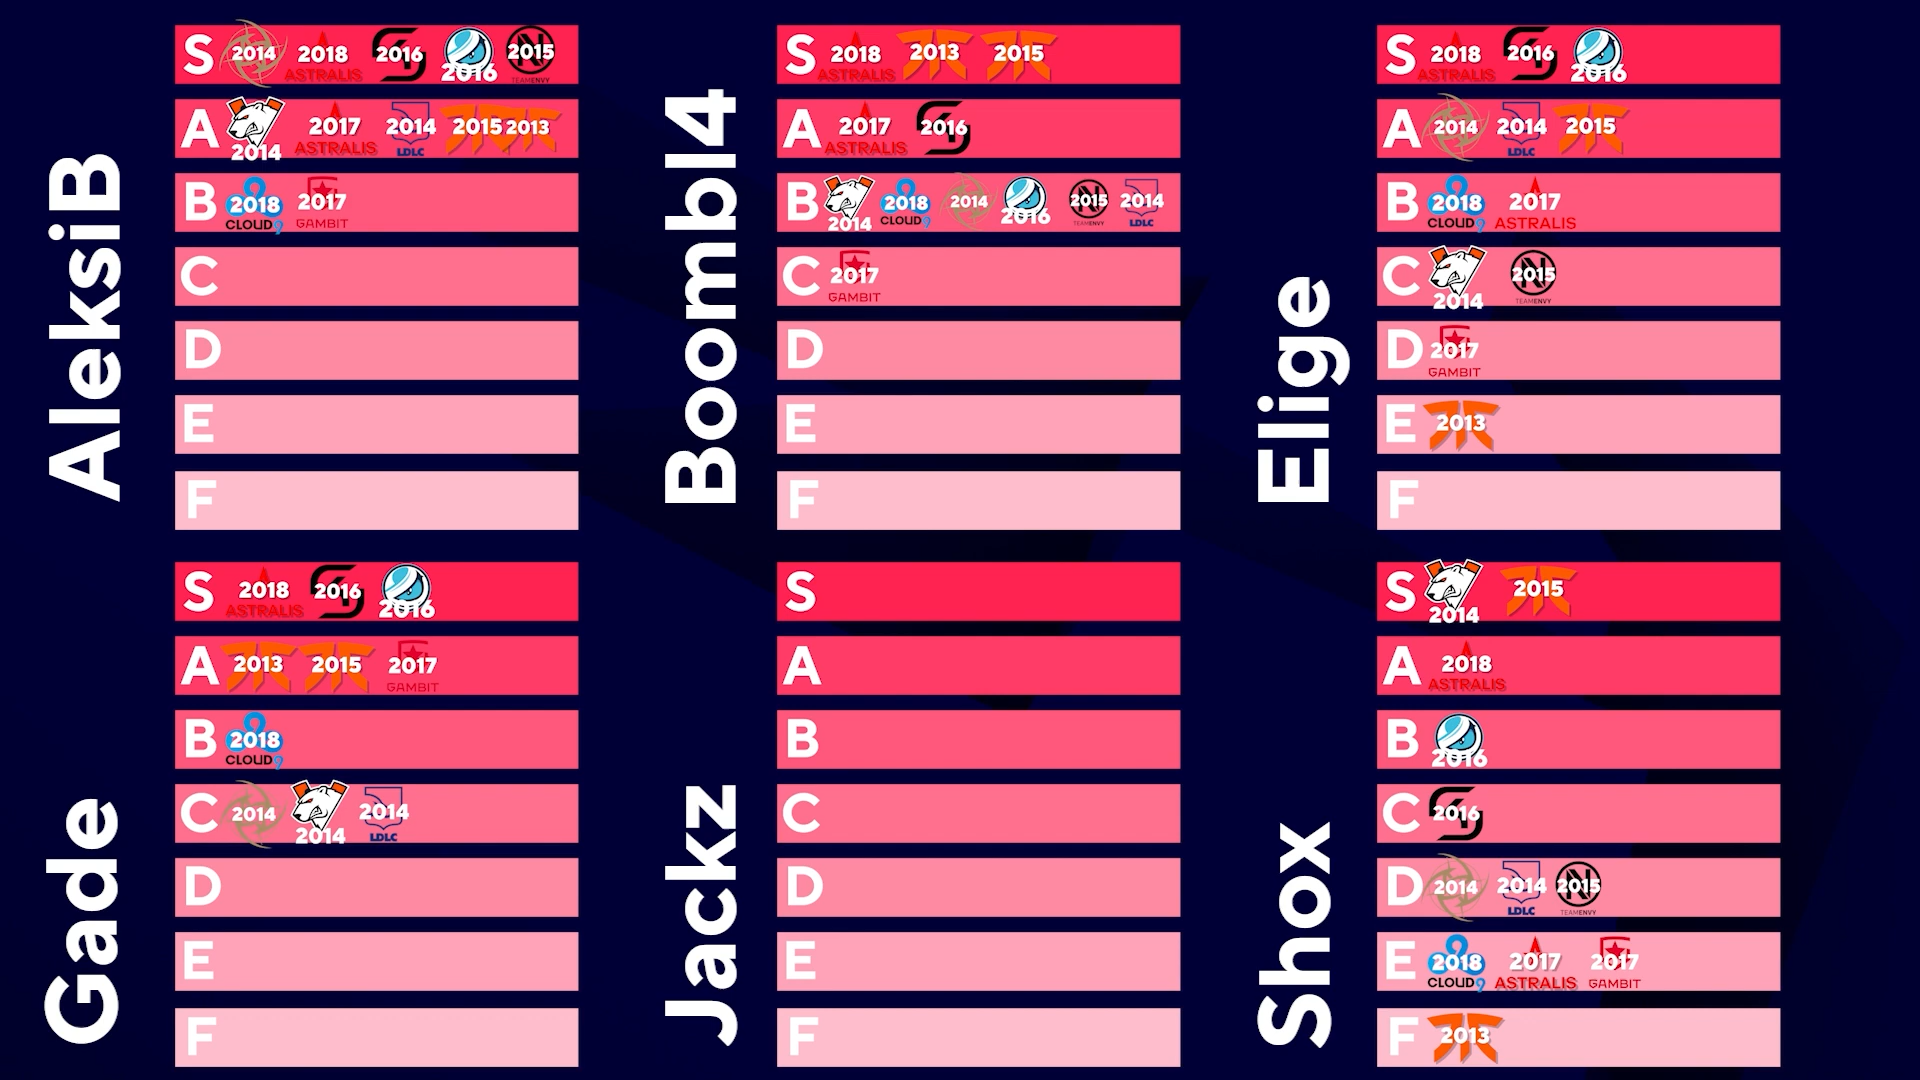 AleksiB
S 2014 2018 ASTRALIS 2016 2016 2015 TEAMENVY
A 2014 2017 ASTRALIS 2014 LDLC 2015 2013
B 2018 CLOUD9 2017 GAMBIT
C
D
E
F
Boombl4
S 2018 ASTRALIS 2013 2015
A 2017 ASTRALIS 2016
B 2014 2018 CLOUD9 2014 2016 2015 TEAMENVY 2014 LDLC
C 2017 GAMBIT
D
E
F
Elige
S 2018 ASTRALIS 2016 2016
A 2014 2014 LDLC 2015
B 2018 CLOUD9 2017 ASTRALIS
C 2014 2015 TEAMENVY
D 2017 GAMBIT
E 2013
F
Gade
S 2018 ASTRALIS 2016 2016
A 2013 2015 2017 GAMBIT
B 2018 CLOUD9
C 2014 2014 2014 LDLC
D
E
F
Jackz
S
A
B
C
D
E
F
Shox
S 2014 2015
A 2018 ASTRALIS
B 2016
C 2016
D 2014 2014 LDLC 2015 TEAMENVY
E 2018 CLOUD9 2017 ASTRALIS 2017 GAMBIT
F 2013